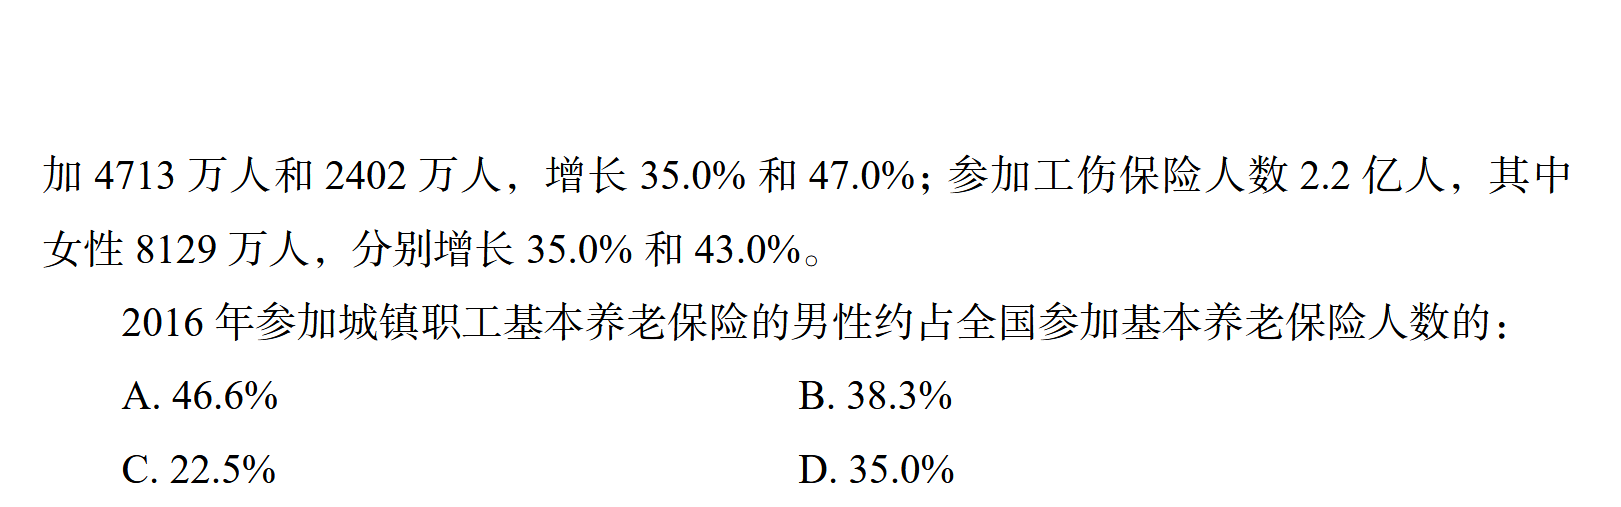 加 4713 万人和 2402 万人，增长 35.0% 和 47.0%；参加工伤保险人数 2.2 亿人，其中
女性 8129 万人，分别增长 35.0% 和 43.0%。
2016 年参加城镇职工基本养老保险的男性约占全国参加基本养老保险人数的：
A. 46.6% B. 38.3%
C. 22.5% D. 35.0%